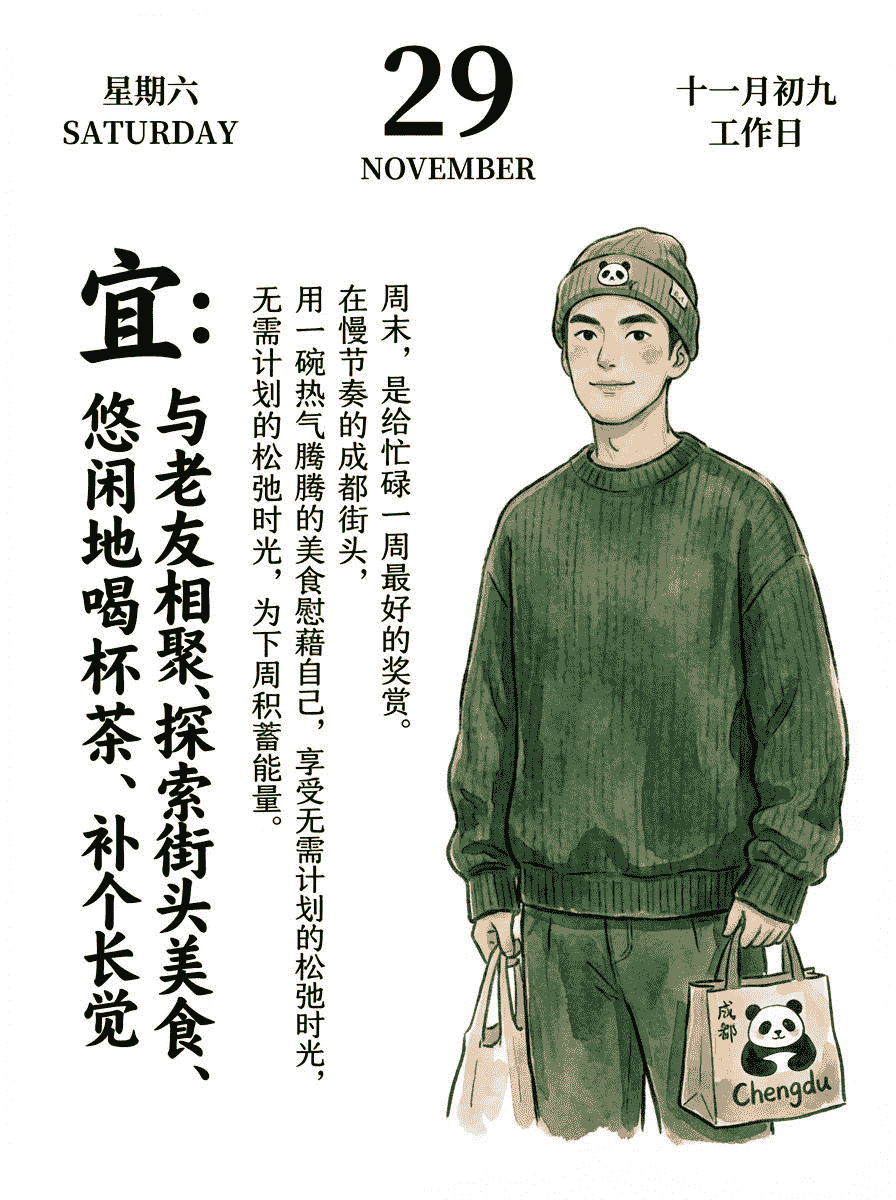 星期六
SATURDAY
29
NOVEMBER
十一月初九
工作日
宜：
与老友相聚、探索街头美食、
悠闲地喝杯茶、补个长觉
周末，是给忙碌一周最好的奖赏。
在慢节奏的成都街头，
用一碗热气腾腾的美食慰藉自己，享受无需计划的松弛时光，
无需计划的松弛时光，为下周积蓄能量。
成都
Chengdu